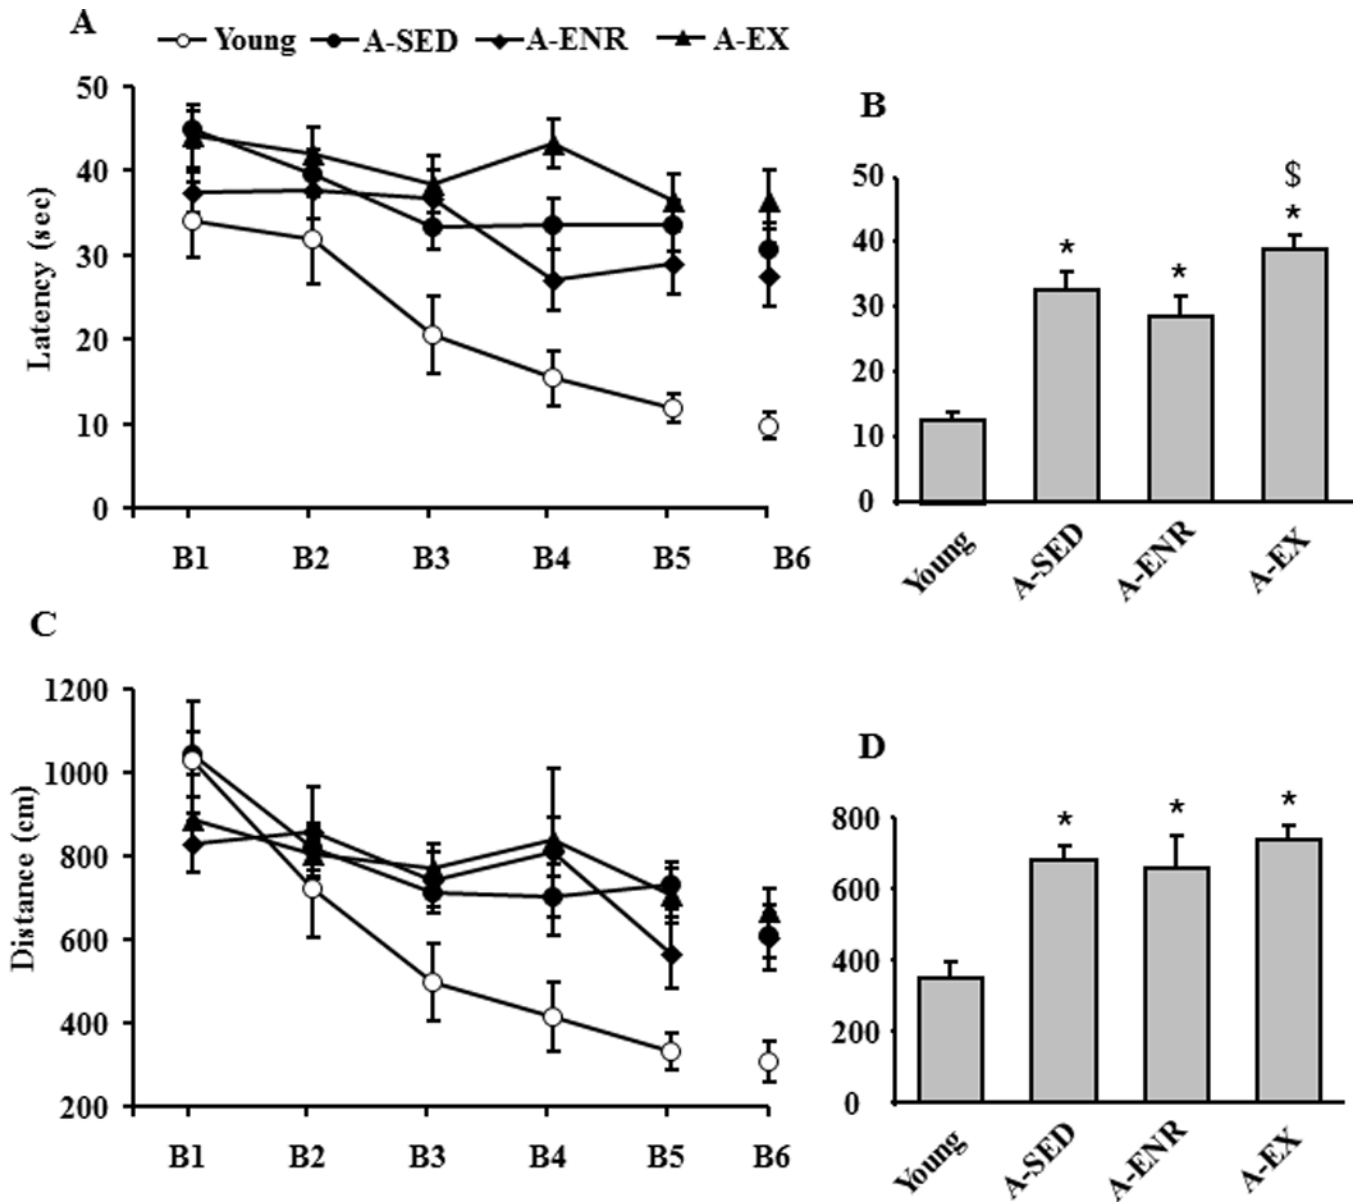 A
Young A-SED A-ENR A-EX
Latency (sec)
50
40
30
20
10
0
B1 B2 B3 B4 B5 B6
B
50
40
30
20
10
0
* * $ *
Young A-SED A-ENR A-EX
C
Distance (cm)
1200
1000
800
600
400
200
B1 B2 B3 B4 B5 B6
D
800
600
400
200
0
* * *
Young A-SED A-ENR A-EX